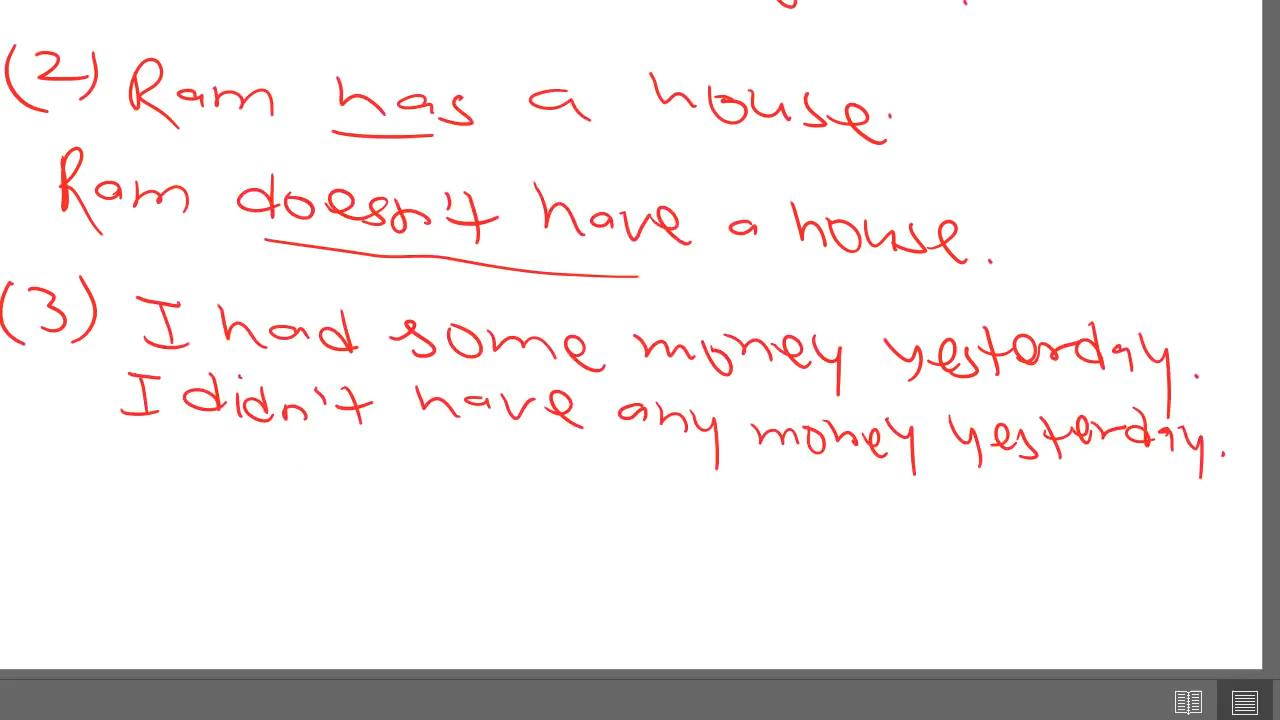 (2) Ram has a house.
Ram doesn't have a house.
(3) I had some money yesterday.
I didn't have any money yesterday.